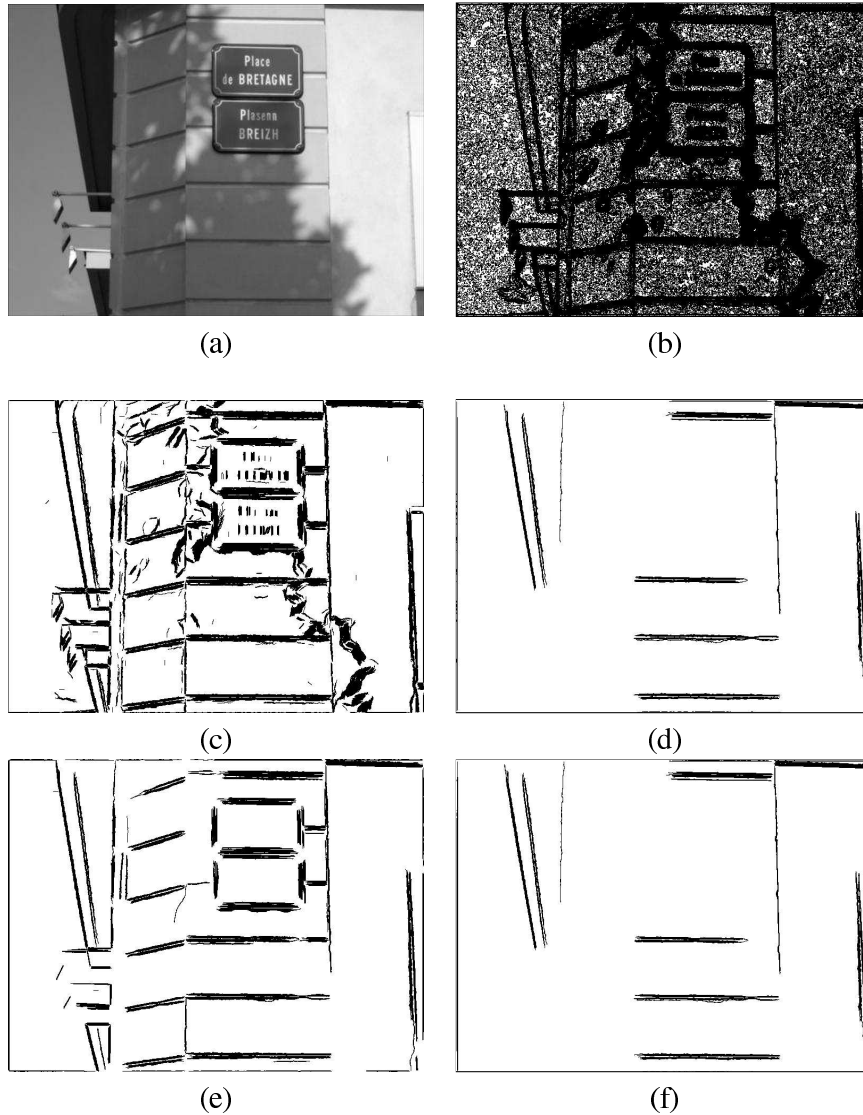 Place
de BRETAGNE
Plasenn
BREIZH
(a)
(b)
(c)
(d)
(e)
(f)